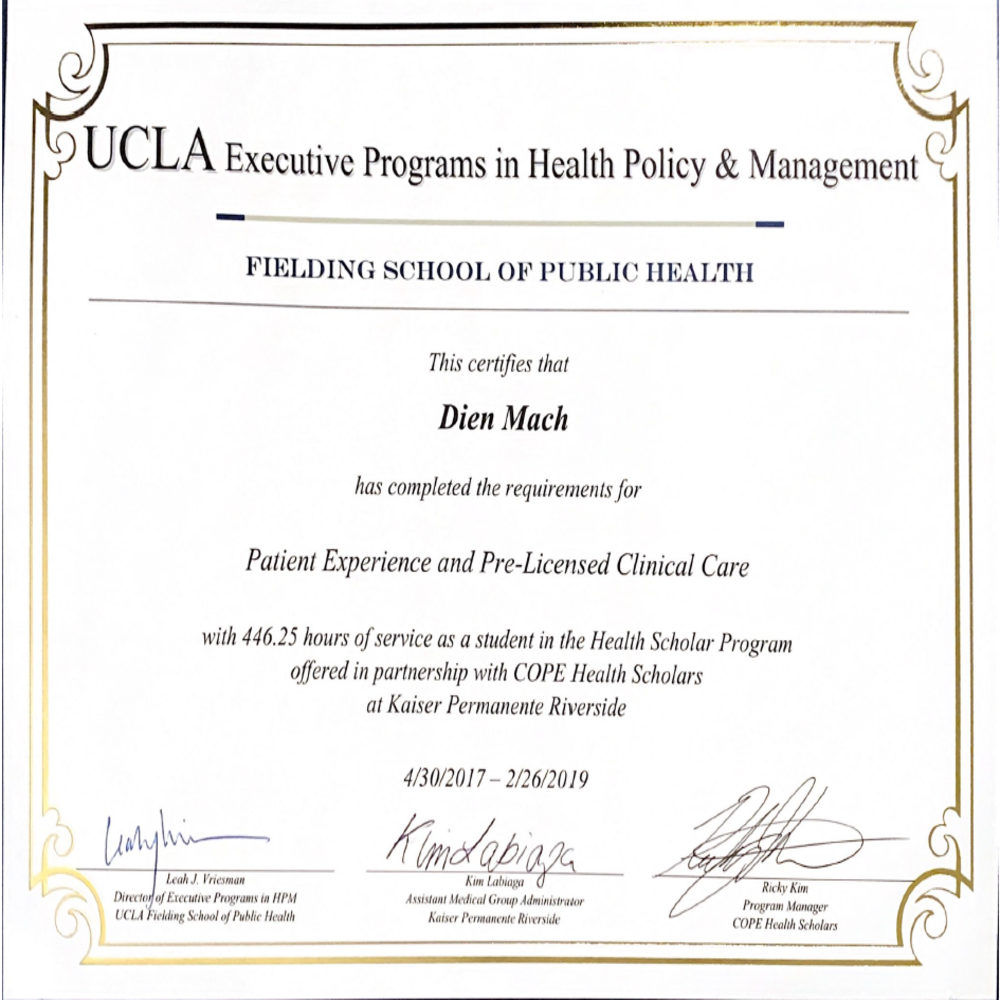 UCLA Executive Programs in Health Policy & Management
FIELDING SCHOOL OF PUBLIC HEALTH
This certifies that
Dien Mach
has completed the requirements for
Patient Experience and Pre-Licensed Clinical Care
with 446.25 hours of service as a student in the Health Scholar Program
offered in partnership with COPE Health Scholars
at Kaiser Permanente Riverside
4/30/2017 – 2/26/2019
Kim Labiaga
Leah J. Vriesman
Director of Executive Programs in HPM
UCLA Fielding School of Public Health
Kim Labiaga
Assistant Medical Group Administrator
Kaiser Permanente Riverside
Ricky Kim
Program Manager
COPE Health Scholars